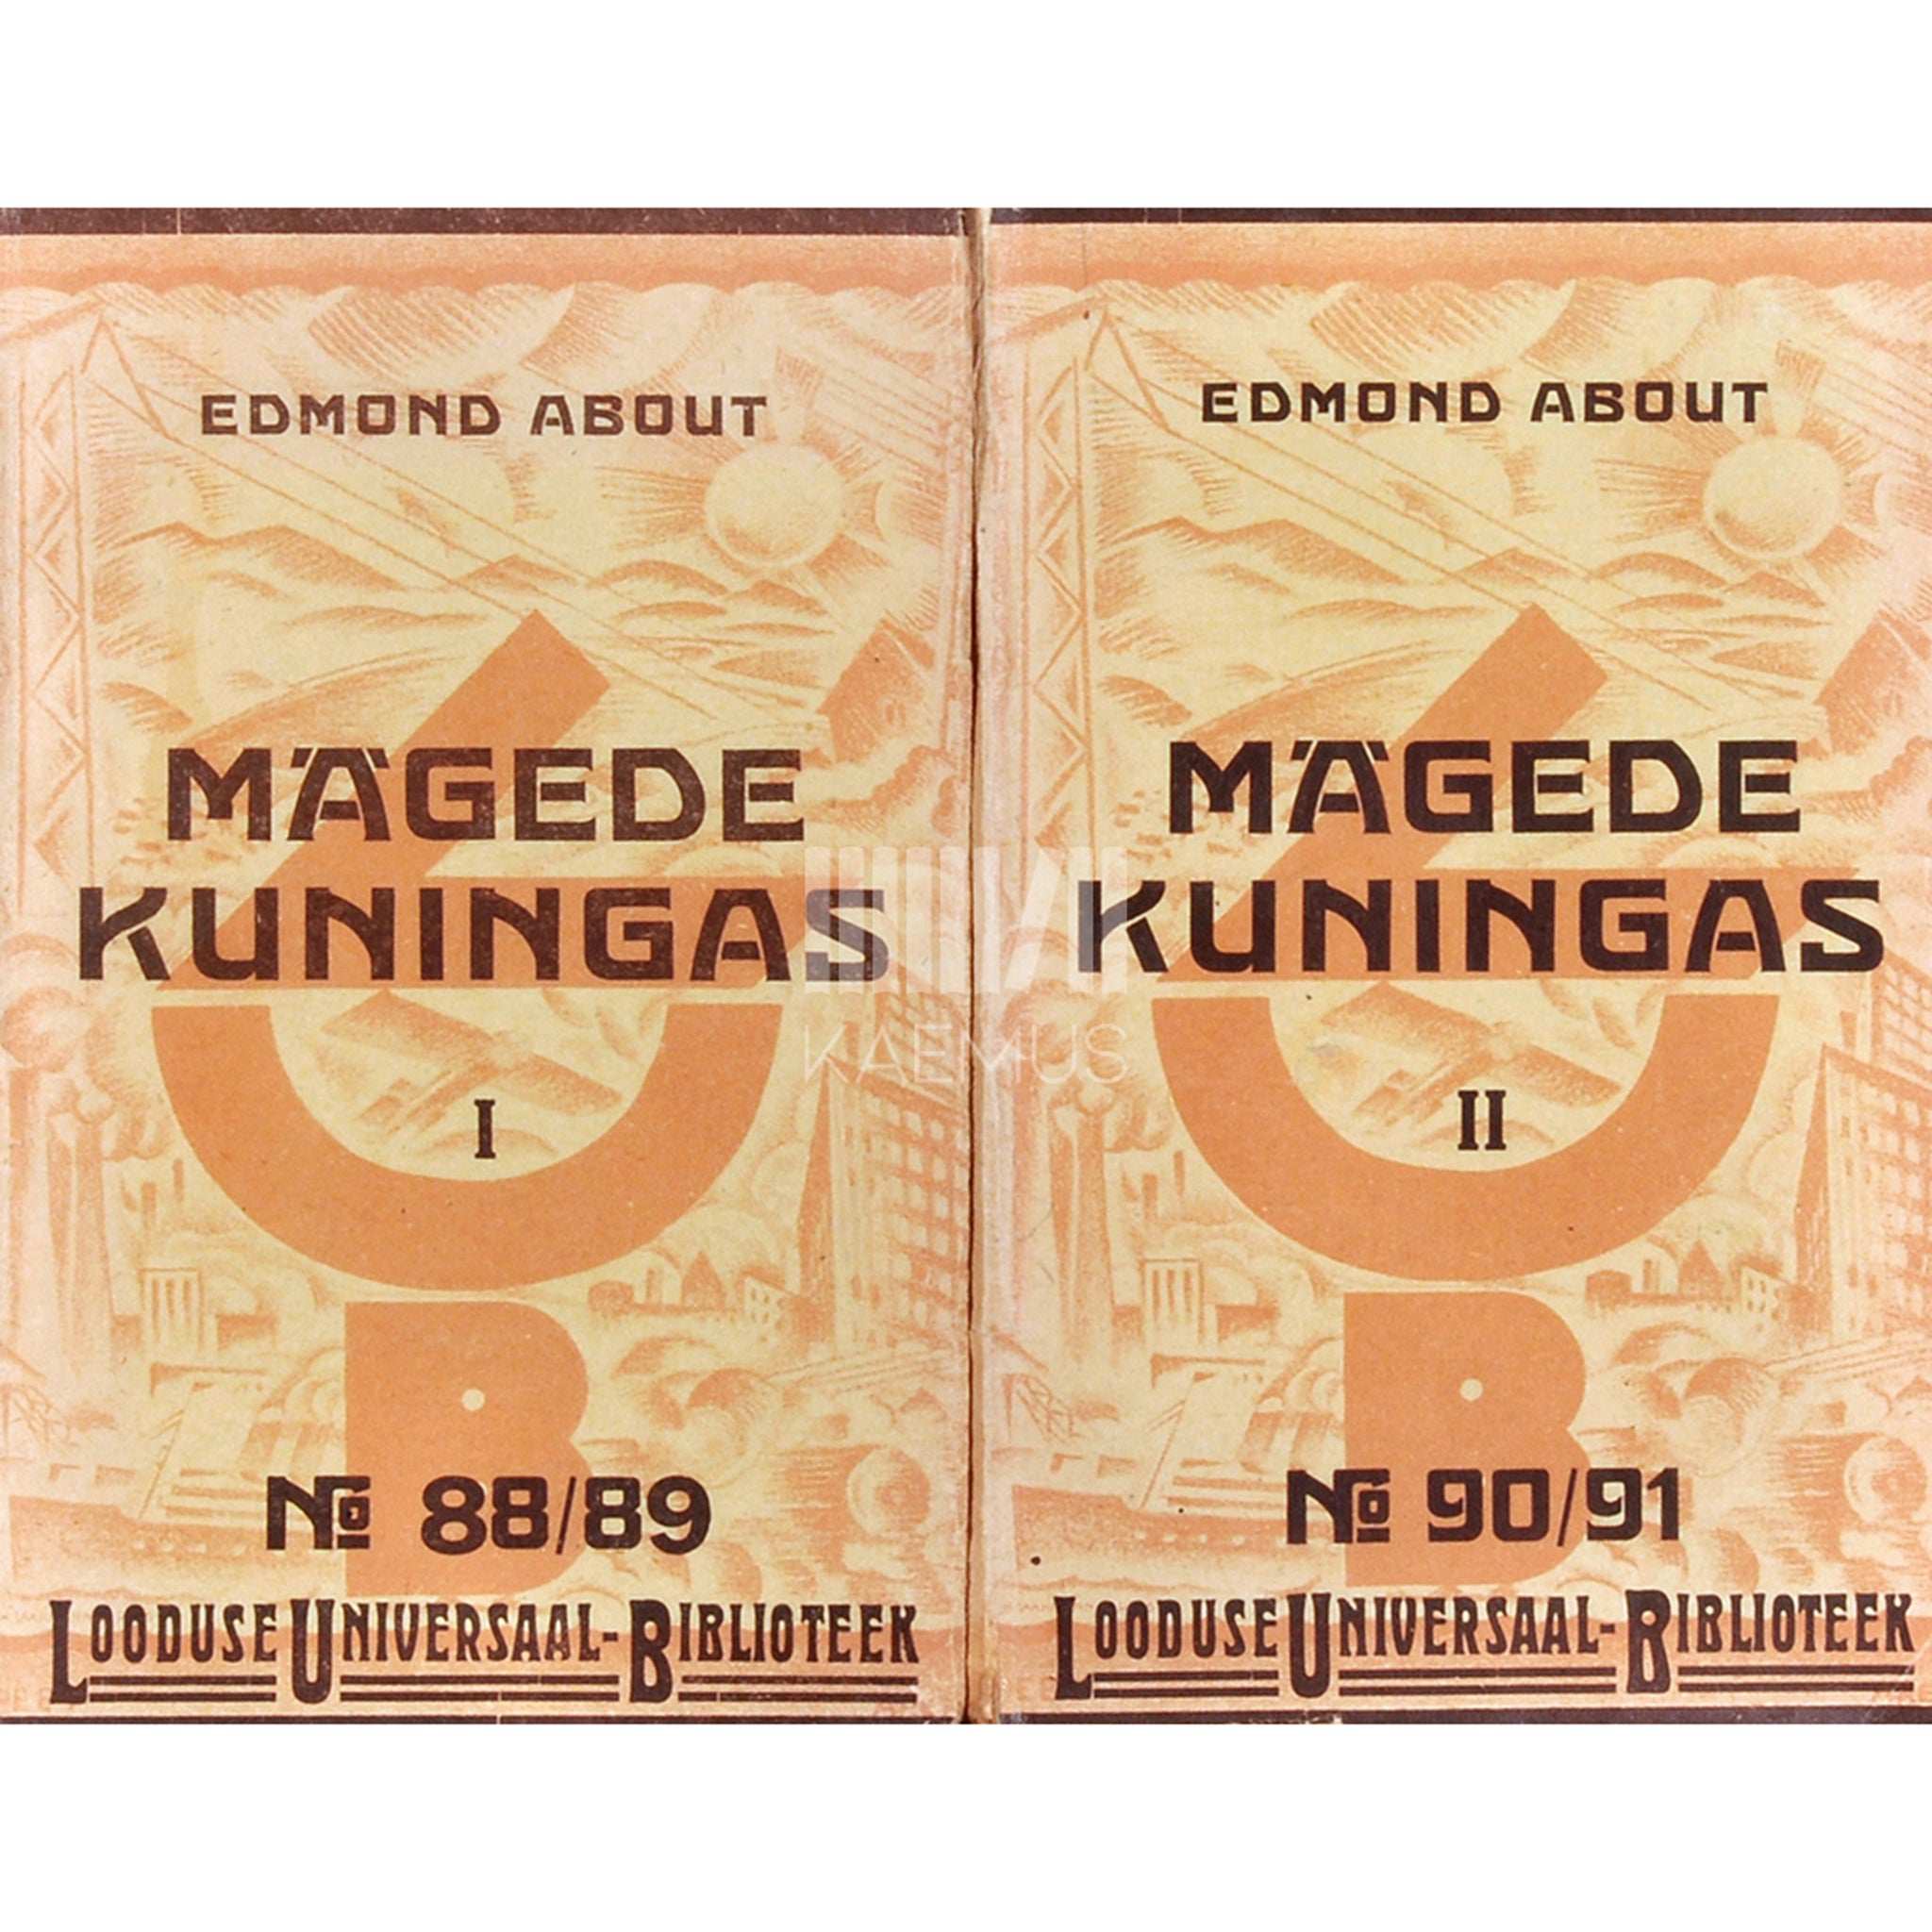 EDMOND ABOUT
MÄGEDE
KUNINGAS
I
B
No 88/89
LOODUSE UNIVERSAAL-BIBLIOTEEK
EDMOND ABOUT
MÄGEDE
KUNINGAS
II
B
No 90/91
LOODUSE UNIVERSAAL-BIBLIOTEEK
KAEMUS